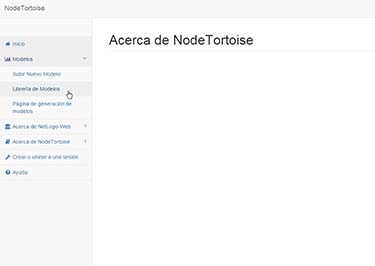 NodeTortoise
Acerca de NodeTortoise
Inicio
Modelos
Subir Nuevo Modelo
Librería de Modelos
Página de generación de
modelos
Acerca de NetLogo-Web
Acerca de NodeTortoise
Crear o unirse a una sesión
Ayuda